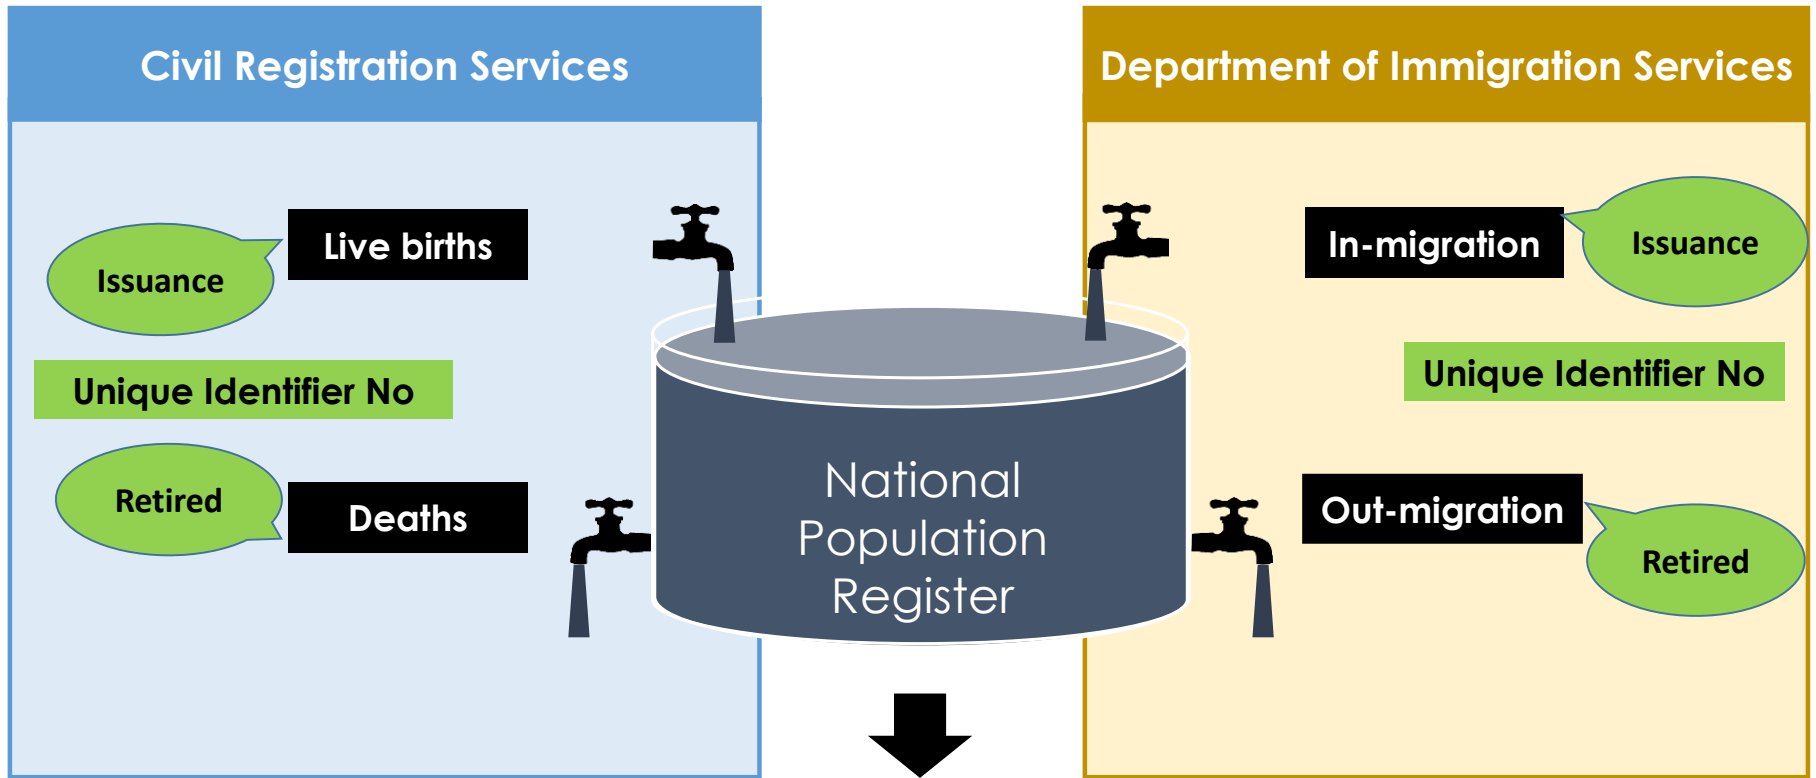 Civil Registration Services
Department of Immigration Services
Live births
Issuance
Unique Identifier No
Retired
Deaths
National
Population
Register
In-migration
Issuance
Unique Identifier No
Out-migration
Retired